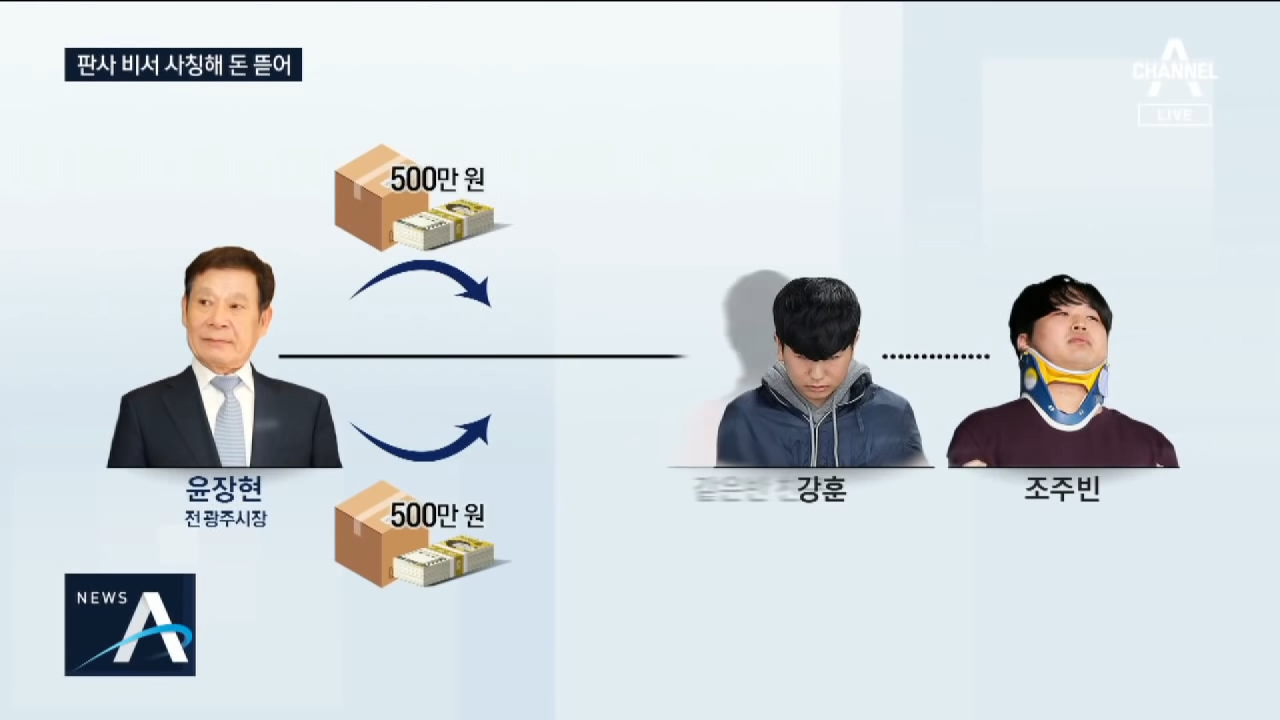 판사 비서 사칭해 돈 뜯어
CHANNEL
LIVE
500만 원
윤장현
전 광주시장
강훈
조주빈
500만 원
NEWS